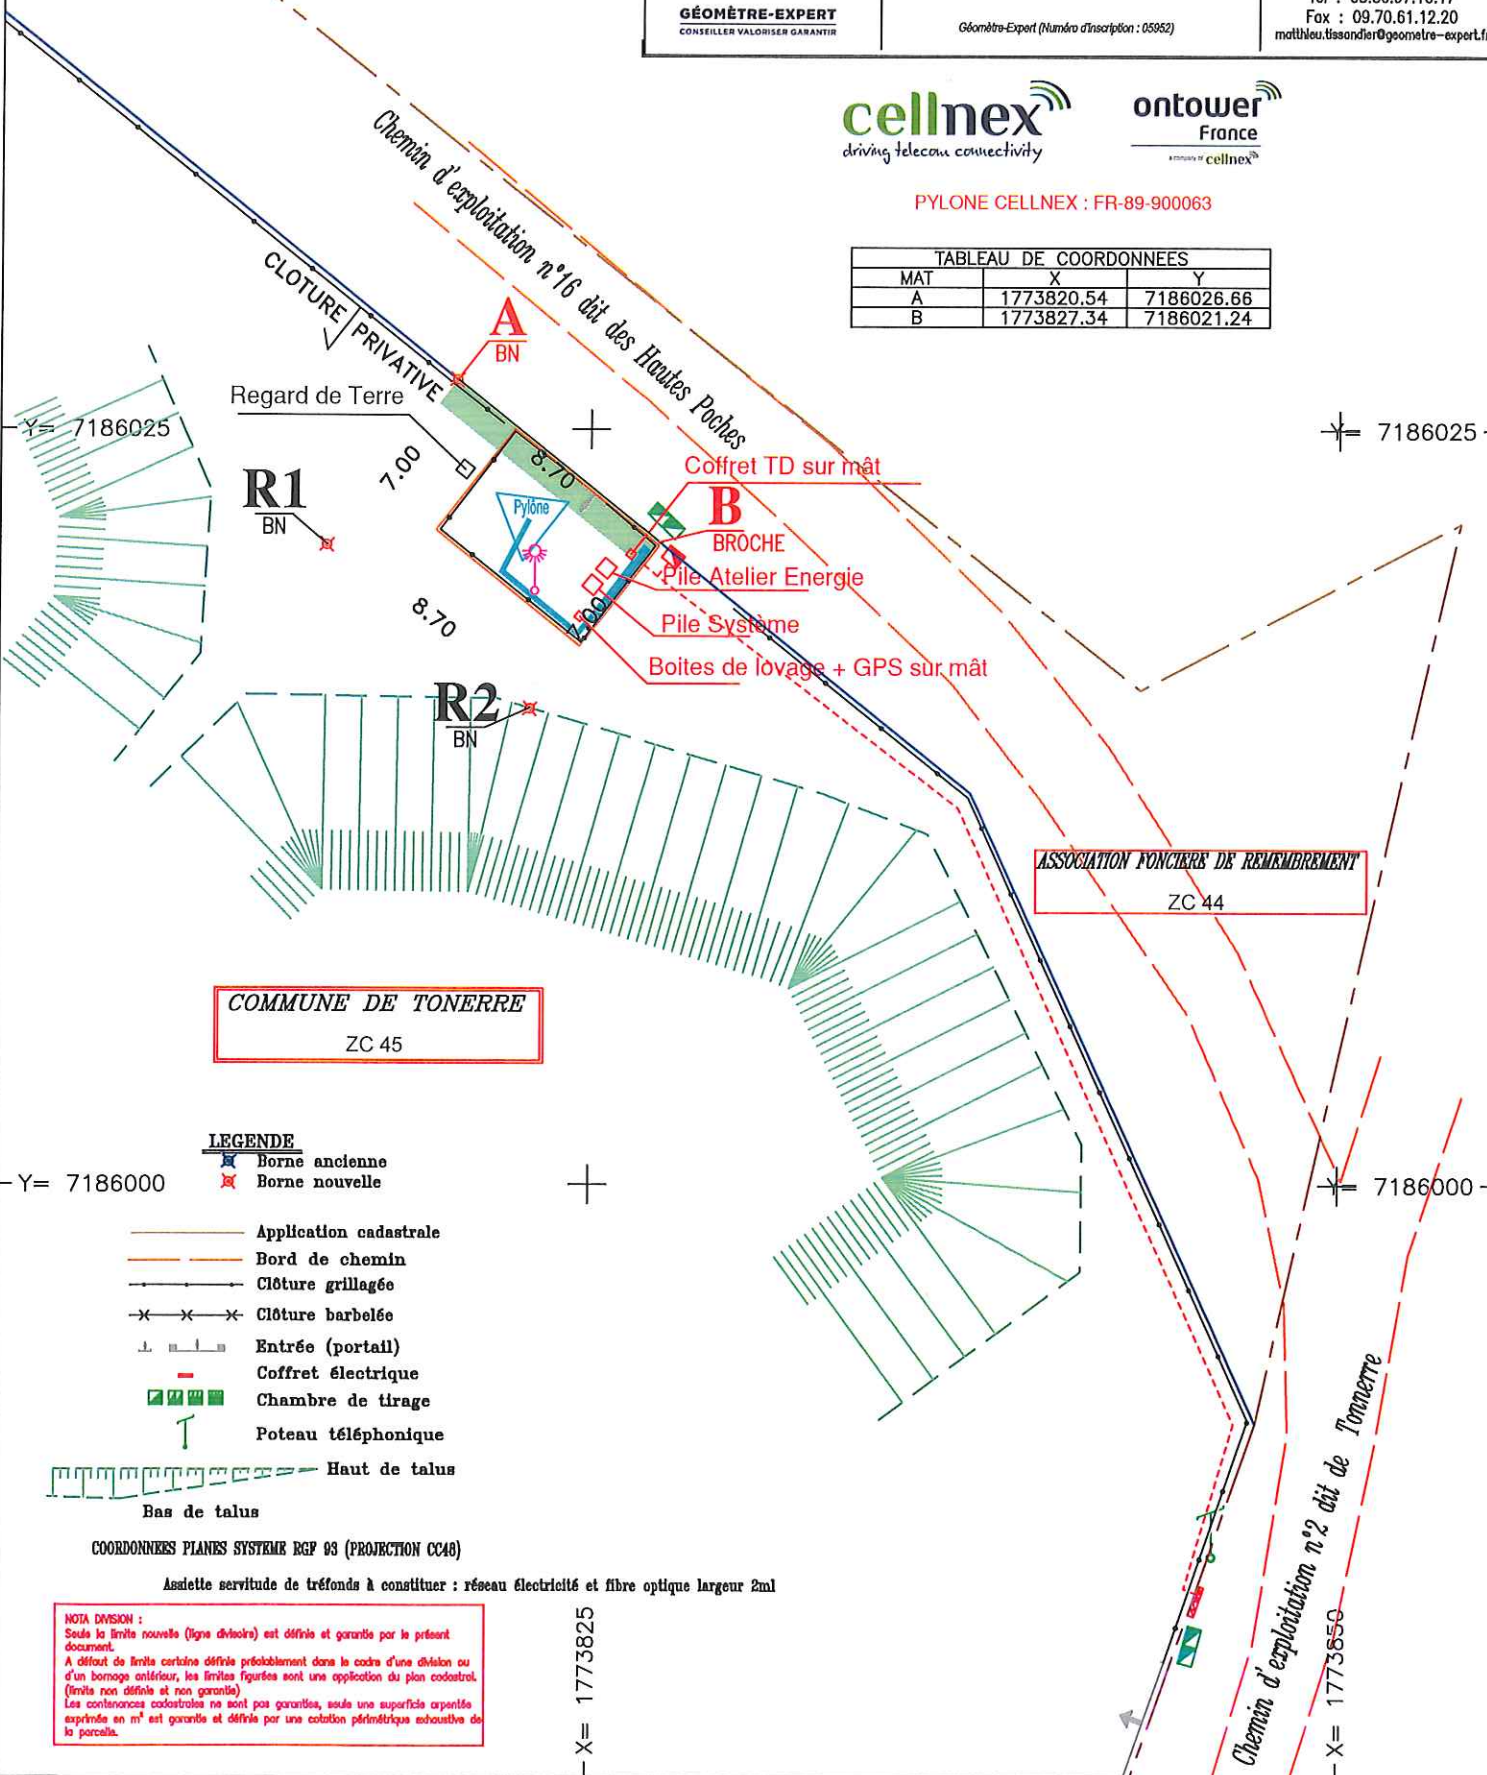 GÉOMÈTRE-EXPERT
CONSEILLER VALORISER GARANTIR
Géomètre-Expert (Numéro d'inscription : 05952)
Fax : 09.70.61.12.20
matthieu.tissandier@geometre-expert.fr
cellnex
driving telecom connectivity
ontower
France
a company of cellnex
PYLONE CELLNEX : FR-89-900063
TABLEAU DE COORDONNEES
MAT X Y
A 1773820.54 7186026.66
B 1773827.34 7186021.24
Chemin d'exploitation n°16 dit des Hautes Poches
CLOTURE PRIVATIVE
A
BN
Regard de Terre
Y= 7186025
Y= 7186025
7.00
8.70
Coffret TD sur mât
R1
BN
B
BROCHE
Pylône
Pile Atelier Energie
8.70
Pile Système
Boites de lovage + GPS sur mât
R2
BN
ASSOCIATION FONCIERE DE REMEMBREMENT
ZC 44
COMMUNE DE TONERRE
ZC 45
LEGENDE
Borne ancienne
Borne nouvelle
Y= 7186000
Y= 7186000
Application cadastrale
Bord de chemin
Clôture grillagée
Clôture barbelée
Entrée (portail)
Coffret électrique
Chambre de tirage
Poteau téléphonique
Haut de talus
Bas de talus
Chemin d'exploitation n°2 dit de Tonnerre
COORDONNEES PLANES SYSTEME RGF 93 (PROJECTION CC48)
Assiette servitude de tréfonds à constituer : réseau électricité et fibre optique largeur 2ml
NOTA DIVISION :
Seule la limite nouvelle (ligne divisoire) est définie et garantie par le présent
document.
A défaut de limite certaine définie préalablement dans le cadre d'une division ou
d'un bornage antérieur, les limites figurées sont une application du plan cadastral.
(limite non définie et non garantie)
Les contenances cadastrales ne sont pas garanties, seule une superficie arpentée
exprimée en m² est garantie et définie par une cotation périmétrique exhaustive de
la parcelle.
X= 1773825
X= 1773850